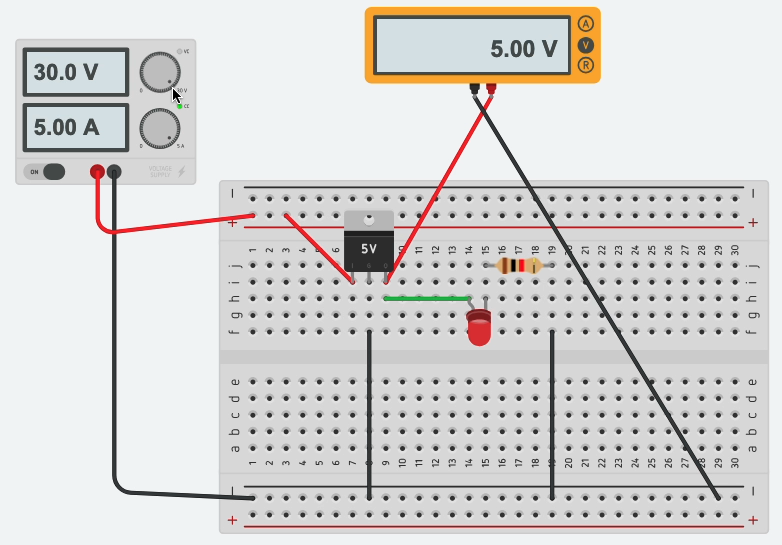 30.0 V
5.00 A
VC
0
30 V
CC
0
5 A
ON
VOLTAGE
SUPPLY
5.00 V
A
V
R
5V
I G O
− −
+ +
1 2 3 4 5 6 7 8 9 10 11 12 13 14 15 16 17 18 19 20 21 22 23 24 25 26 27 28 29 30
j j
i i
h h
g g
f f
e e
d d
c c
b b
a a
1 2 3 4 5 6 7 8 9 10 11 12 13 14 15 16 17 18 19 20 21 22 23 24 25 26 27 28 29 30
− −
+ +